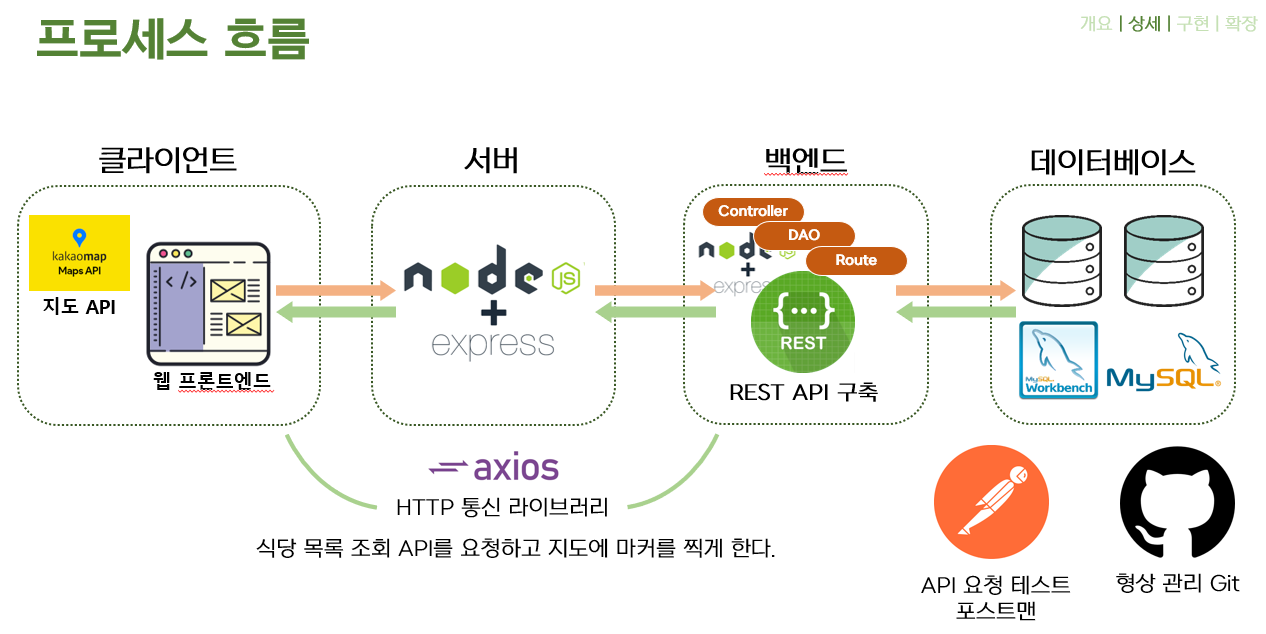 프로세스 흐름
개요 | 상세 | 구현 | 확장
클라이언트
서버
백엔드
데이터베이스
kakaomap
Maps API
지도 API
</>
웹 프론트엔드
node
JS
+
express
Controller
DAO
Route
node
JS
+
express
{...}
REST
REST API 구축
MySQL
Workbench
MySQL®
axios
HTTP 통신 라이브러리
식당 목록 조회 API를 요청하고 지도에 마커를 찍게 한다.
API 요청 테스트
포스트맨
형상 관리 Git